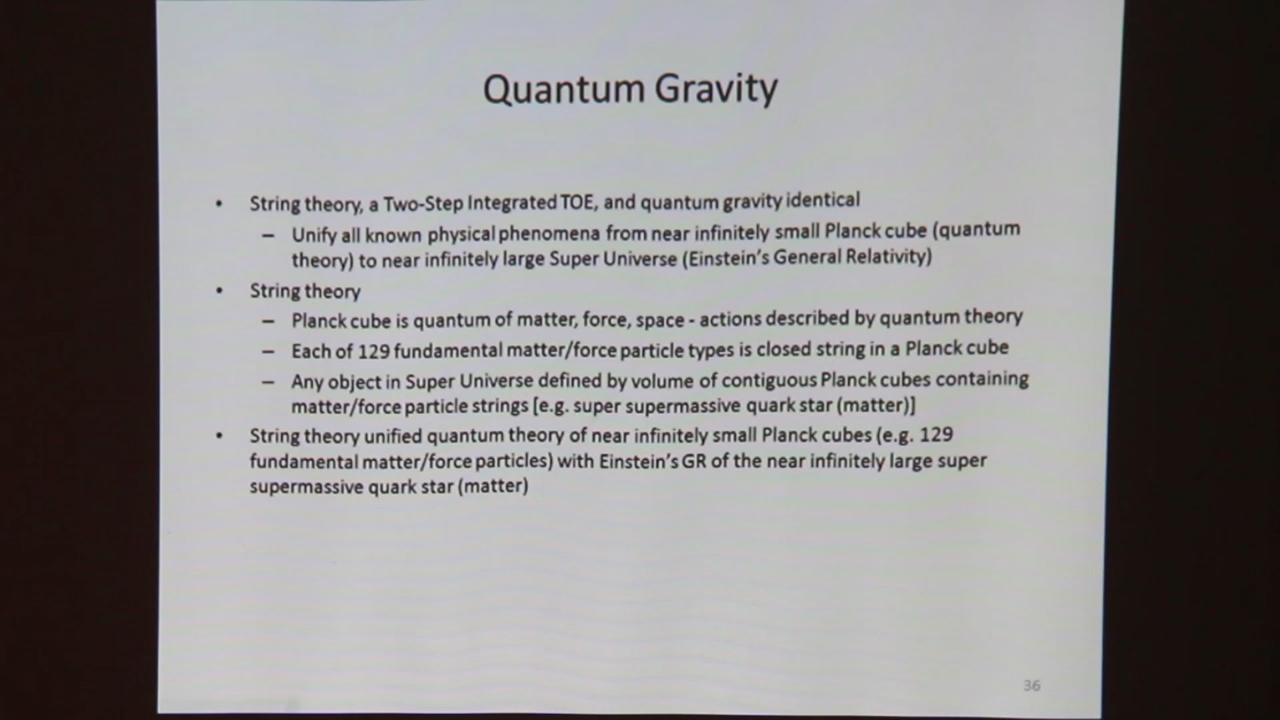 Quantum Gravity
• String theory, a Two-Step Integrated TOE, and quantum gravity identical
– Unify all known physical phenomena from near infinitely small Planck cube (quantum
theory) to near infinitely large Super Universe (Einstein's General Relativity)
• String theory
– Planck cube is quantum of matter, force, space - actions described by quantum theory
– Each of 129 fundamental matter/force particle types is closed string in a Planck cube
– Any object in Super Universe defined by volume of contiguous Planck cubes containing
matter/force particle strings [e.g. super supermassive quark star (matter)]
• String theory unified quantum theory of near infinitely small Planck cubes (e.g. 129
fundamental matter/force particles) with Einstein's GR of the near infinitely large super
supermassive quark star (matter)
36